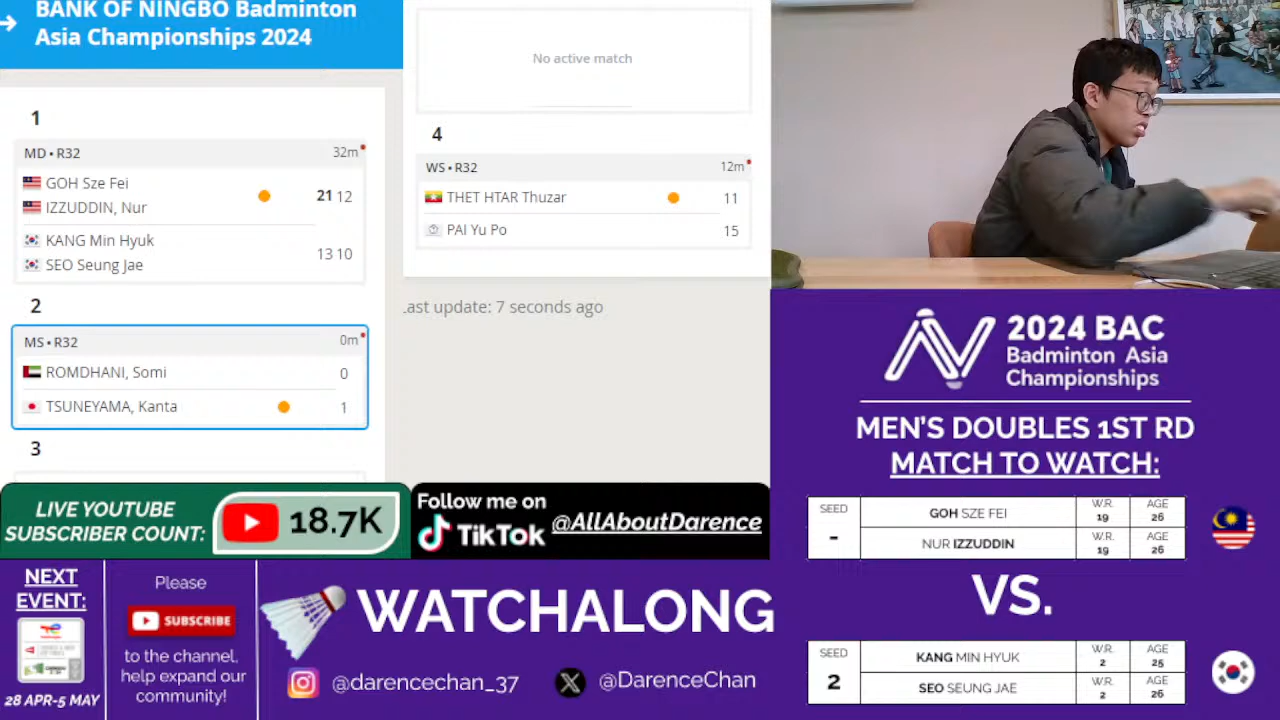 BANK OF NINGBO Badminton
Asia Championships 2024
1
MD • R32 32m
GOH Sze Fei
IZZUDDIN, Nur
21 12
KANG Min Hyuk
SEO Seung Jae
13 10
2
MS • R32 0m
ROMDHANI, Somi 0
TSUNEYAMA, Kanta 1
3
No active match
4
WS • R32 12m
THET HTAR Thuzar 11
PAI Yu Po 15
ast update: 7 seconds ago
LIVE YOUTUBE
SUBSCRIBER COUNT:
18.7K
Follow me on
TikTok
@AllAboutDarence
NEXT
EVENT:
28 APR-5 MAY
Please
SUBSCRIBE
to the channel,
help expand our
community!
WATCHALONG
@darencechan_37
@DarenceChan
2024 BAC
Badminton Asia
Championships
MEN'S DOUBLES 1ST RD
MATCH TO WATCH:
SEED
-
GOH SZE FEI W.R. 19 AGE 26
NUR IZZUDDIN W.R. 19 AGE 26
VS.
SEED
2
KANG MIN HYUK W.R. 2 AGE 25
SEO SEUNG JAE W.R. 2 AGE 26